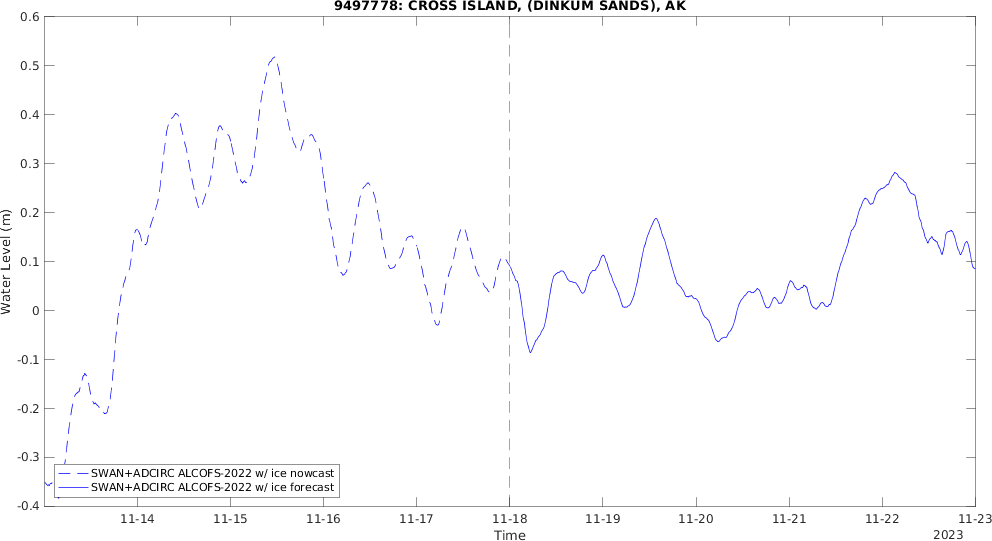 9497778: CROSS ISLAND, (DINKUM SANDS), AK
0.6
0.5
0.4
0.3
0.2
0.1
0
-0.1
-0.2
-0.3
-0.4
Water Level (m)
SWAN+ADCIRC ALCOFS-2022 w/ ice nowcast
SWAN+ADCIRC ALCOFS-2022 w/ ice forecast
11-14 11-15 11-16 11-17 11-18 11-19 11-20 11-21 11-22 11-23
Time
2023